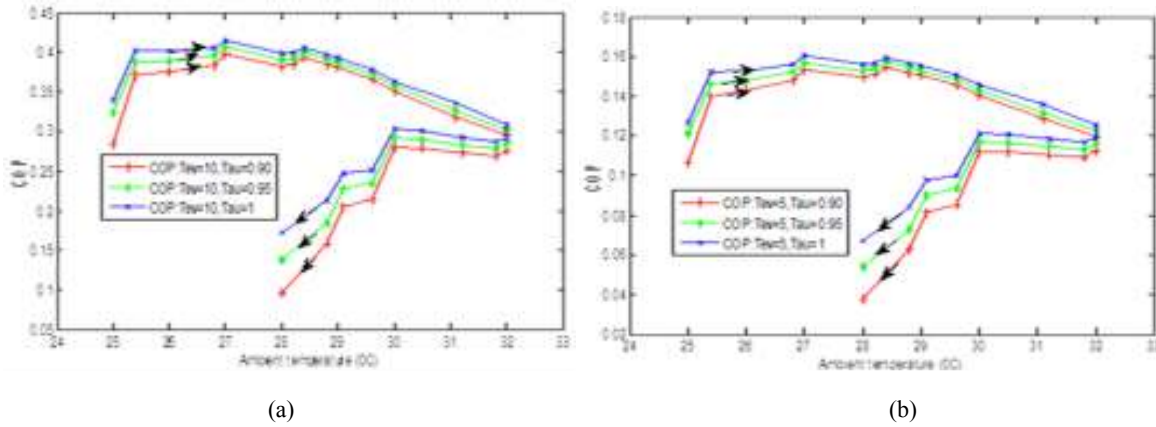 0.45
0.4
0.35
0.3
0.25
0.2
0.15
0.1
0.05
COP
COP:Tew=10,Tau=0.90
COP:Tew=10,Tau=0.95
COP:Tew=10,Tau=1
24 25 26 27 28 29 30 31 32 33
Ambient temperature (0C)
(a)
0.18
0.16
0.14
0.12
0.1
0.08
0.06
0.04
0.02
COP
COP:Tew=5,Tau=0.90
COP:Tew=5,Tau=0.95
COP:Tew=5,Tau=1
24 25 26 27 28 29 30 31 32 33
Ambient temperature (0C)
(b)